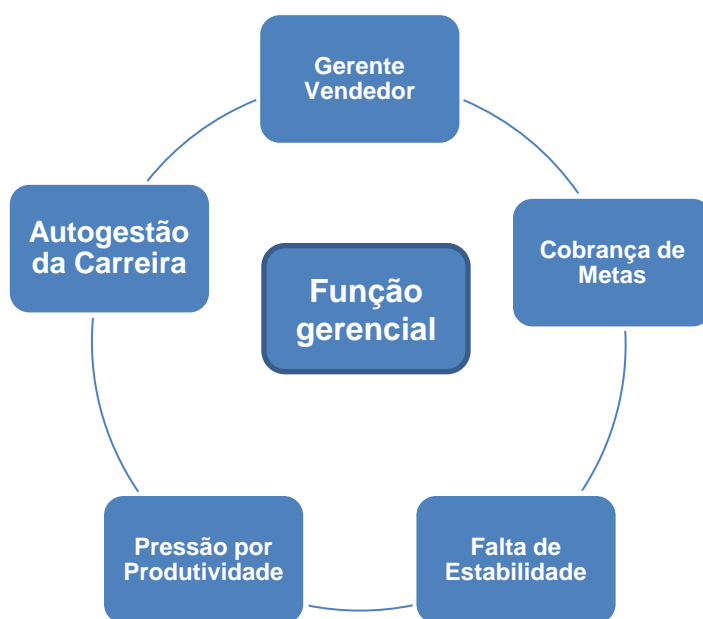 Gerente
Vendedor
Cobrança de
Metas
Falta de
Estabilidade
Pressão por
Produtividade
Autogestão
da Carreira
Função
gerencial